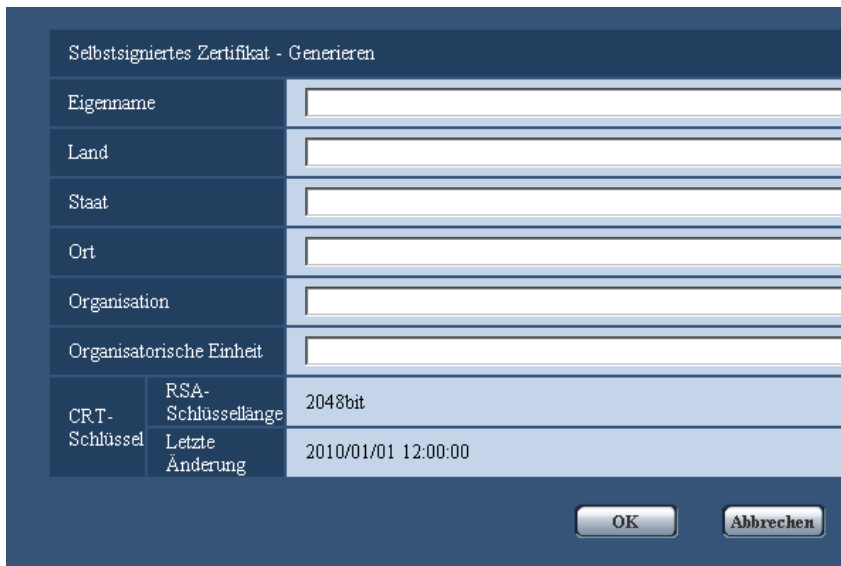 Selbstsigniertes Zertifikat - Generieren
Eigenname
Land
Staat
Ort
Organisation
Organisatorische Einheit
CRT-
Schlüssel
RSA-
Schlüssellänge
2048bit
Letzte
Änderung
2010/01/01 12:00:00
OK
Abbrechen